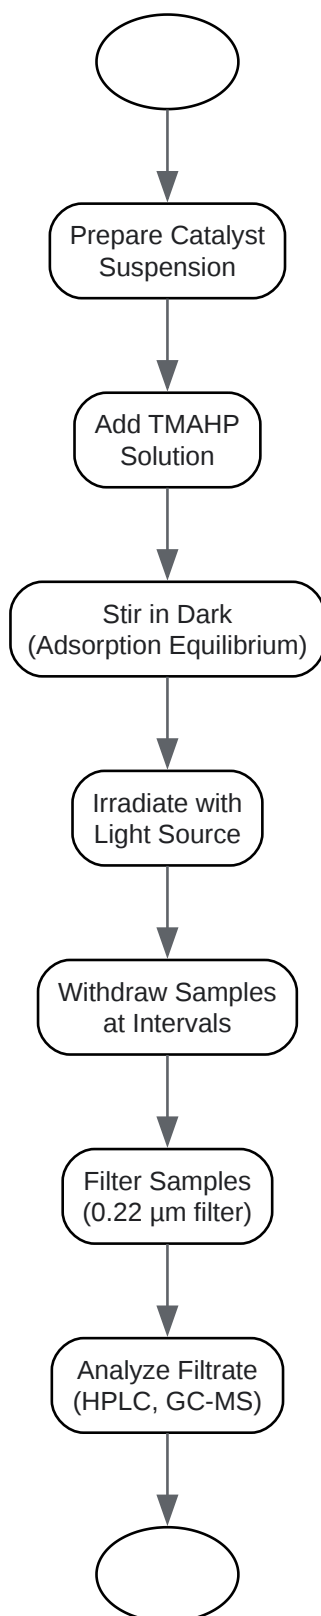 Prepare Catalyst
Suspension
Add TMAHP
Solution
Stir in Dark
(Adsorption Equilibrium)
Irradiate with
Light Source
Withdraw Samples
at Intervals
Filter Samples
(0.22 µm filter)
Analyze Filtrate
(HPLC, GC-MS)